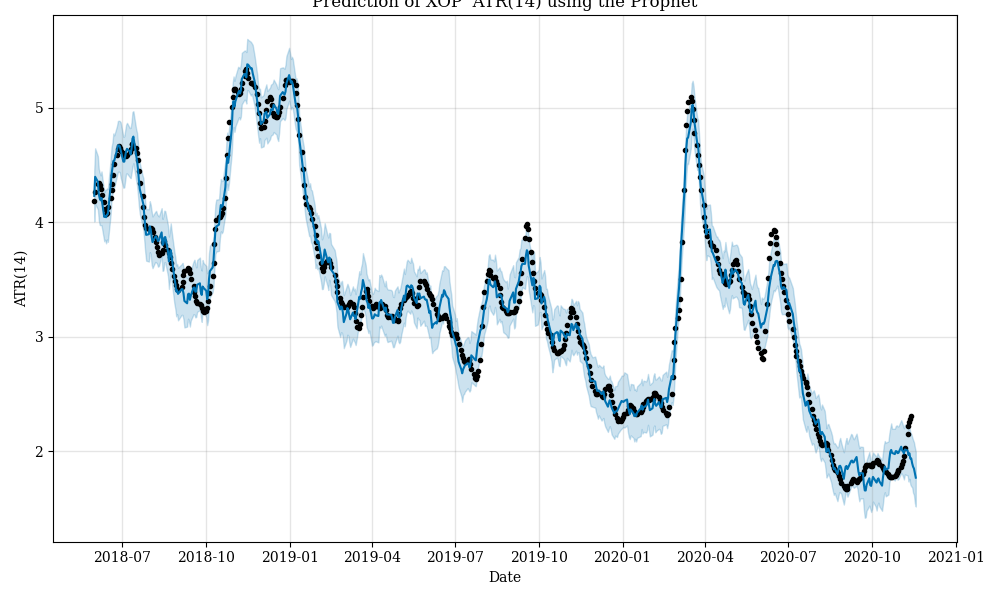 Prediction of XOP ATR(14) using the Prophet
5
4
3
2
ATR(14)
2018-07 2018-10 2019-01 2019-04 2019-07 2019-10 2020-01 2020-04 2020-07 2020-10 2021-01
Date